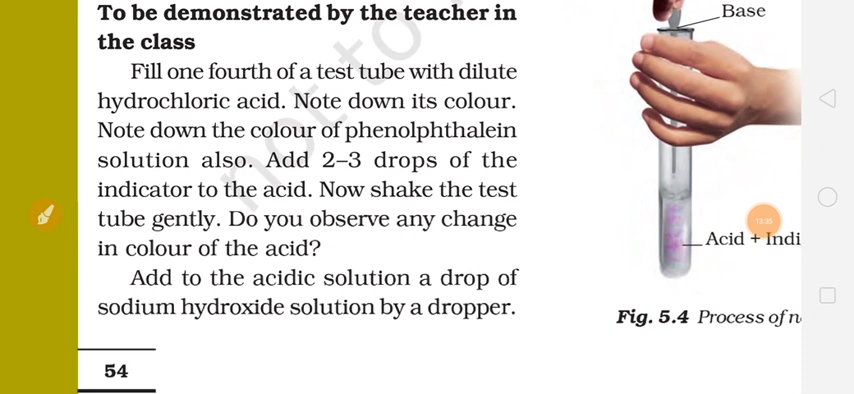 To be demonstrated by the teacher in
the class
Fill one fourth of a test tube with dilute
hydrochloric acid. Note down its colour.
Note down the colour of phenolphthalein
solution also. Add 2–3 drops of the
indicator to the acid. Now shake the test
tube gently. Do you observe any change
in colour of the acid?
Add to the acidic solution a drop of
sodium hydroxide solution by a dropper.
54
Base
13:35
Acid + Indi
Fig. 5.4 Process of n
not to